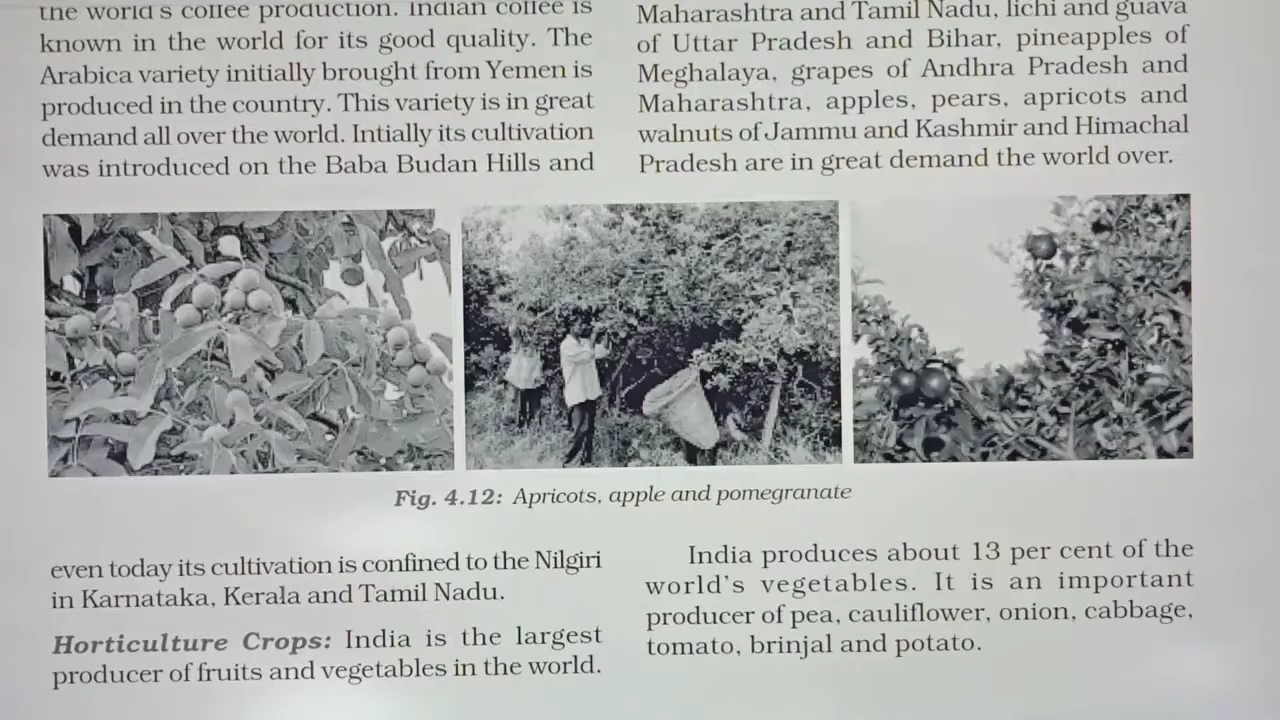 the world's coffee production. Indian coffee is
known in the world for its good quality. The
Arabica variety initially brought from Yemen is
produced in the country. This variety is in great
demand all over the world. Intially its cultivation
was introduced on the Baba Budan Hills and
even today its cultivation is confined to the Nilgiri
in Karnataka, Kerala and Tamil Nadu.
Horticulture Crops: India is the largest
producer of fruits and vegetables in the world.
Maharashtra and Tamil Nadu, lichi and guava
of Uttar Pradesh and Bihar, pineapples of
Meghalaya, grapes of Andhra Pradesh and
Maharashtra, apples, pears, apricots and
walnuts of Jammu and Kashmir and Himachal
Pradesh are in great demand the world over.
Fig. 4.12: Apricots, apple and pomegranate
India produces about 13 per cent of the
world's vegetables. It is an important
producer of pea, cauliflower, onion, cabbage,
tomato, brinjal and potato.